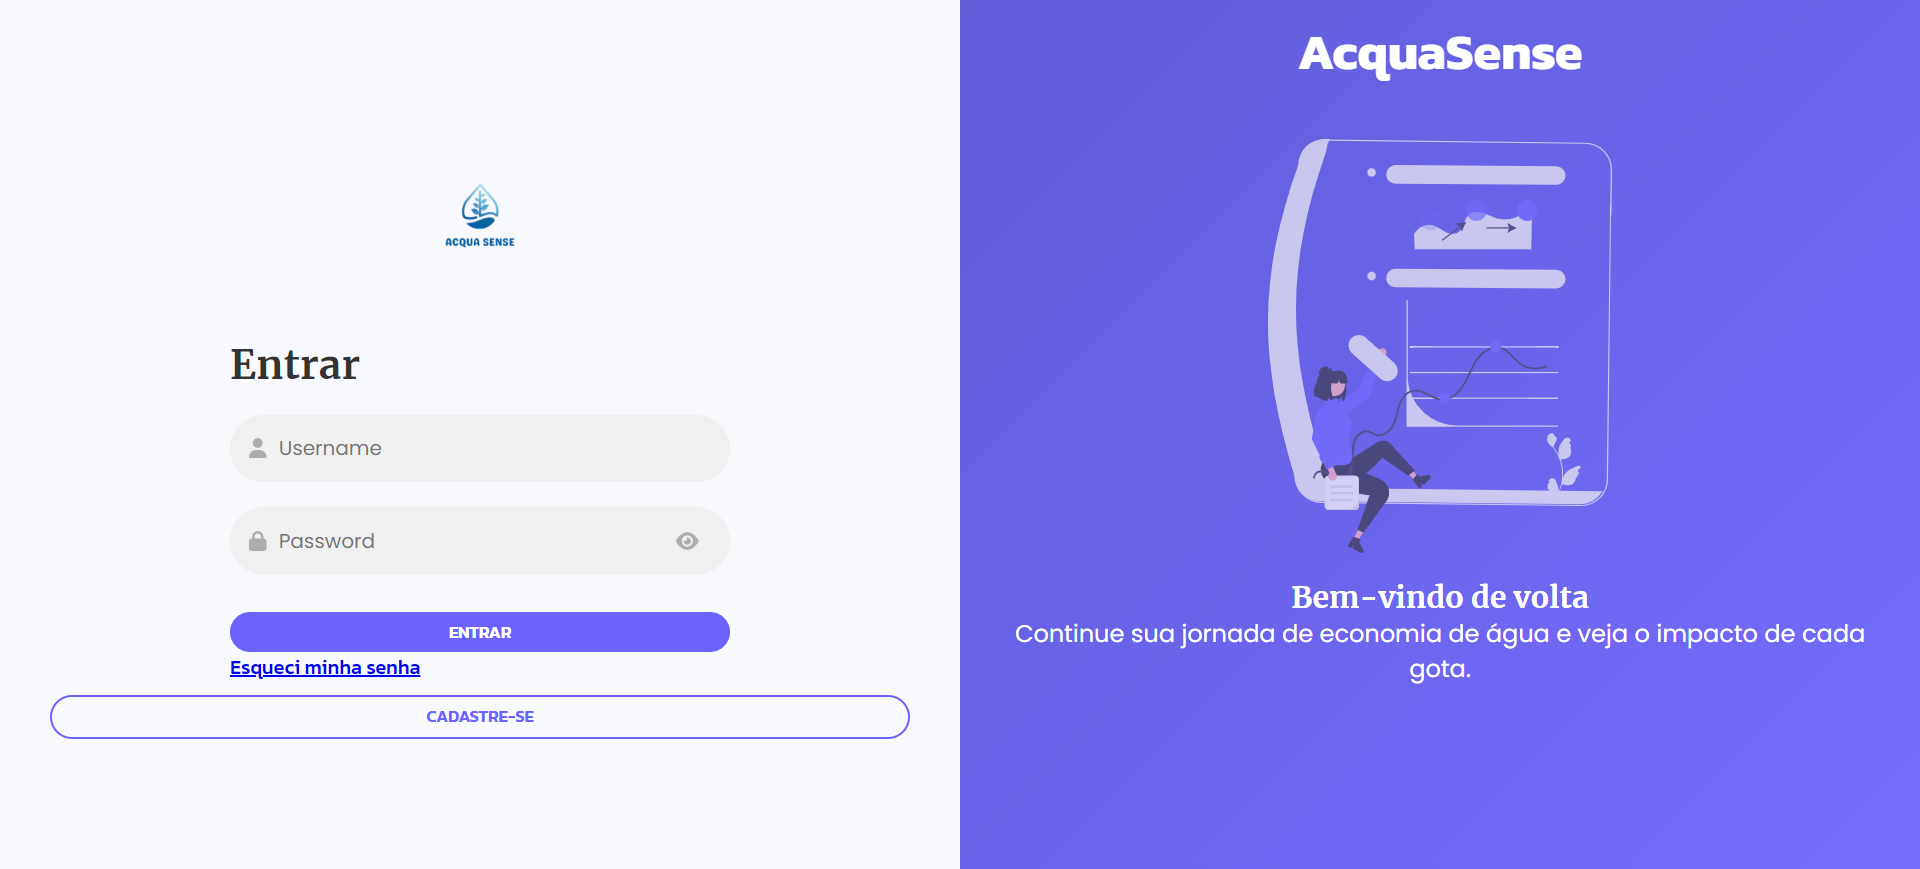 ACQUA SENSE
Entrar
Username
Password
ENTRAR
Esqueci minha senha
CADASTRE-SE
AcquaSense
Bem-vindo de volta
Continue sua jornada de economia de água e veja o impacto de cada
gota.